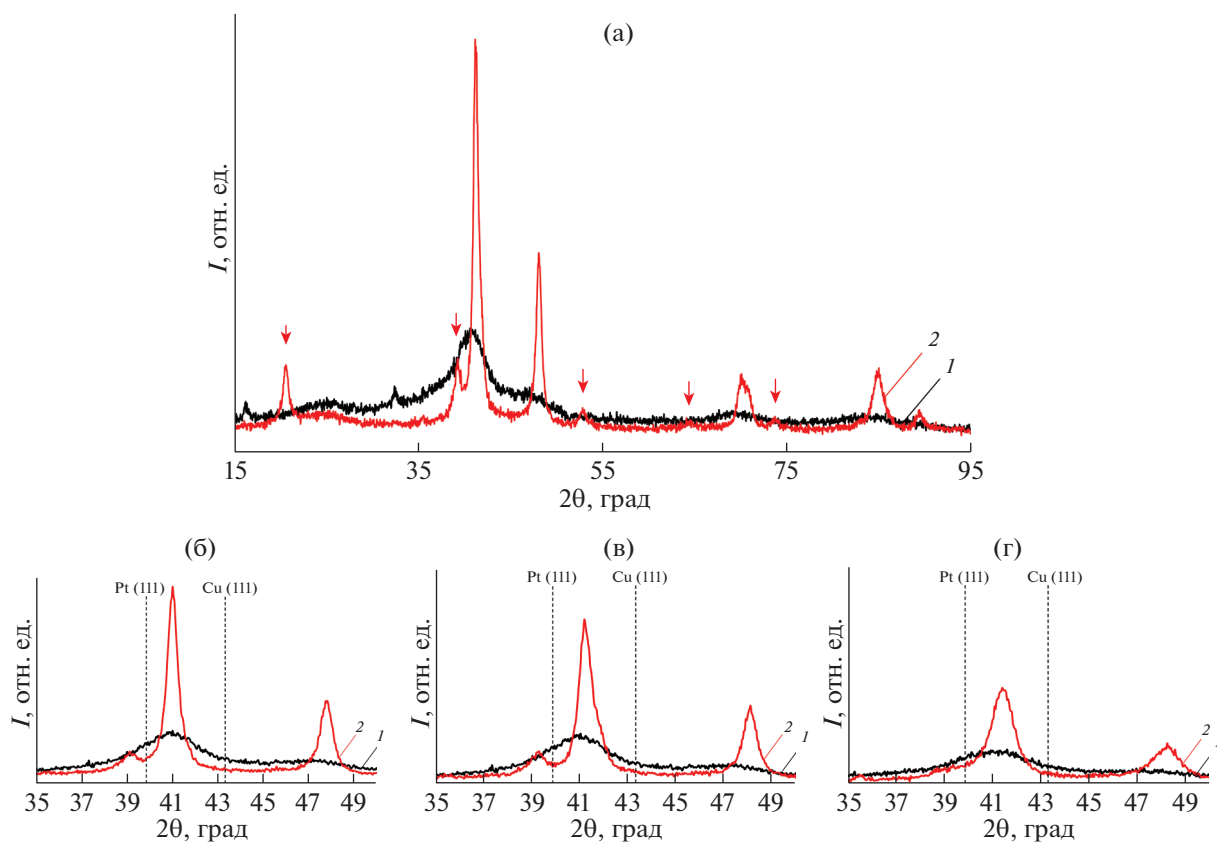 (а)
I, отн. ед.
2
1
15 35 55 75 95
2θ, град
(б)
Pt (111) Cu (111)
I, отн. ед.
2 1
35 37 39 41 43 45 47 49
2θ, град
(в)
Pt (111) Cu (111)
I, отн. ед.
2 1
35 37 39 41 43 45 47 49
2θ, град
(г)
Pt (111) Cu (111)
I, отн. ед.
2
35 37 39 41 43 45 47 49
2θ, град